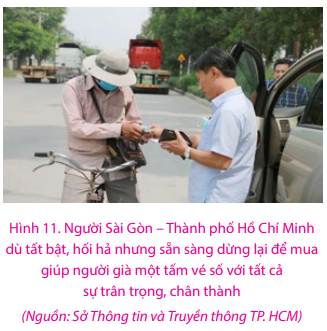 Hình 11. Người Sài Gòn – Thành phố Hồ Chí Minh
dù tất bật, hối hả nhưng sẵn sàng dừng lại để mua
giúp người già một tấm vé số với tất cả
sự trân trọng, chân thành
(Nguồn: Sở Thông tin và Truyền thông TP. HCM)